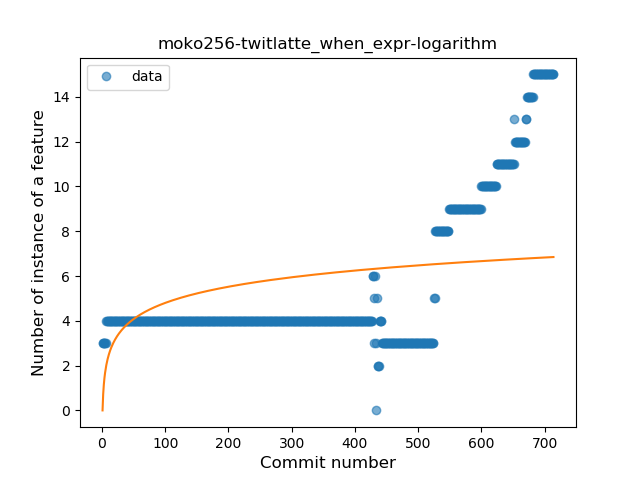 moko256-twitlatte_when_expr-logarithm
data
Number of instance of a feature
14
12
10
8
6
4
2
0
0 100 200 300 400 500 600 700
Commit number